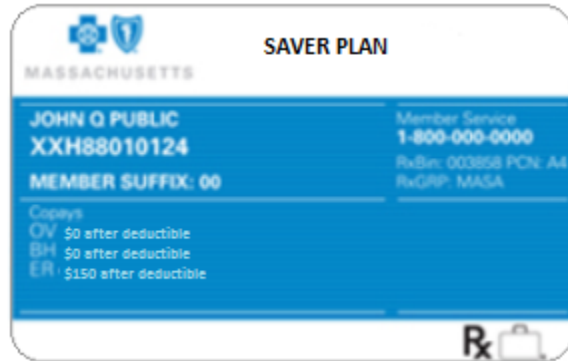 SAVER PLAN
MASSACHUSETTS
JOHN Q PUBLIC
XXH88010124
MEMBER SUFFIX: 00
Member Service
1-800-000-0000
RxBin: 003858 PCN: A4
RxGRP: MASA
Copays
OV $0 after deductible
BH $0 after deductible
ER $150 after deductible
Rx